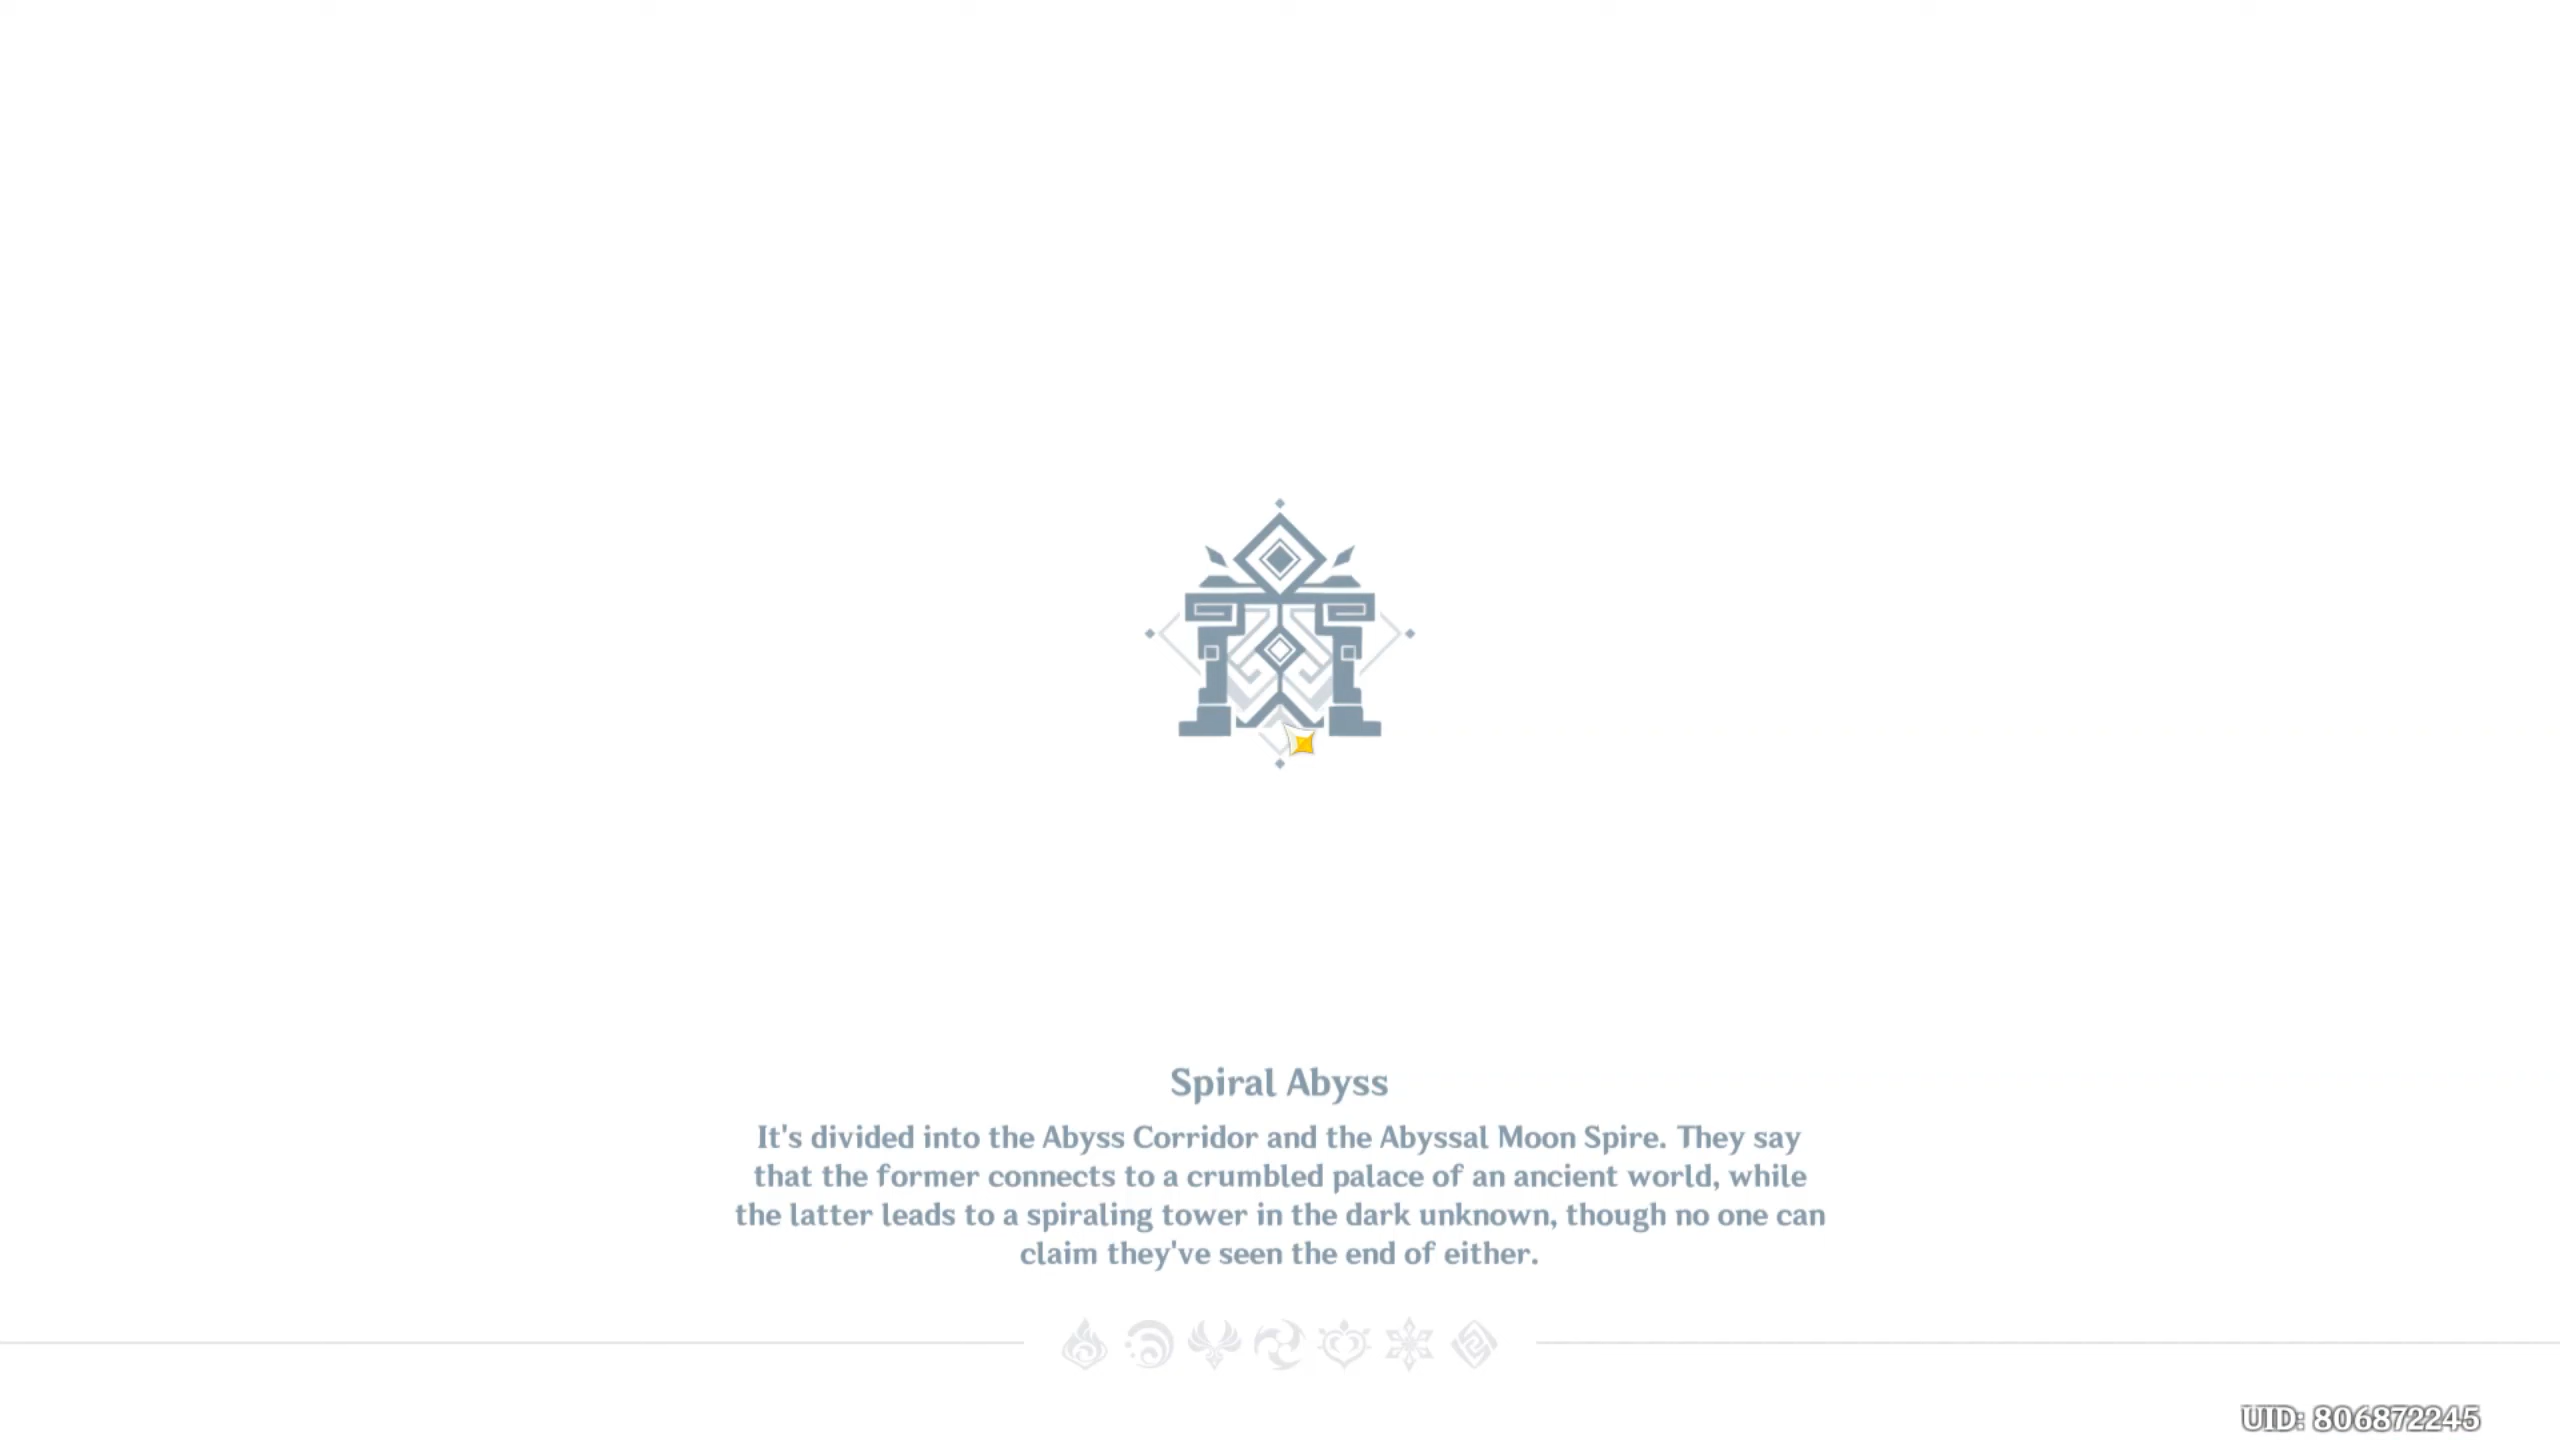 Spiral Abyss
It's divided into the Abyss Corridor and the Abyssal Moon Spire. They say
that the former connects to a crumbled palace of an ancient world, while
the latter leads to a spiraling tower in the dark unknown, though no one can
claim they've seen the end of either.
UID: 806872245